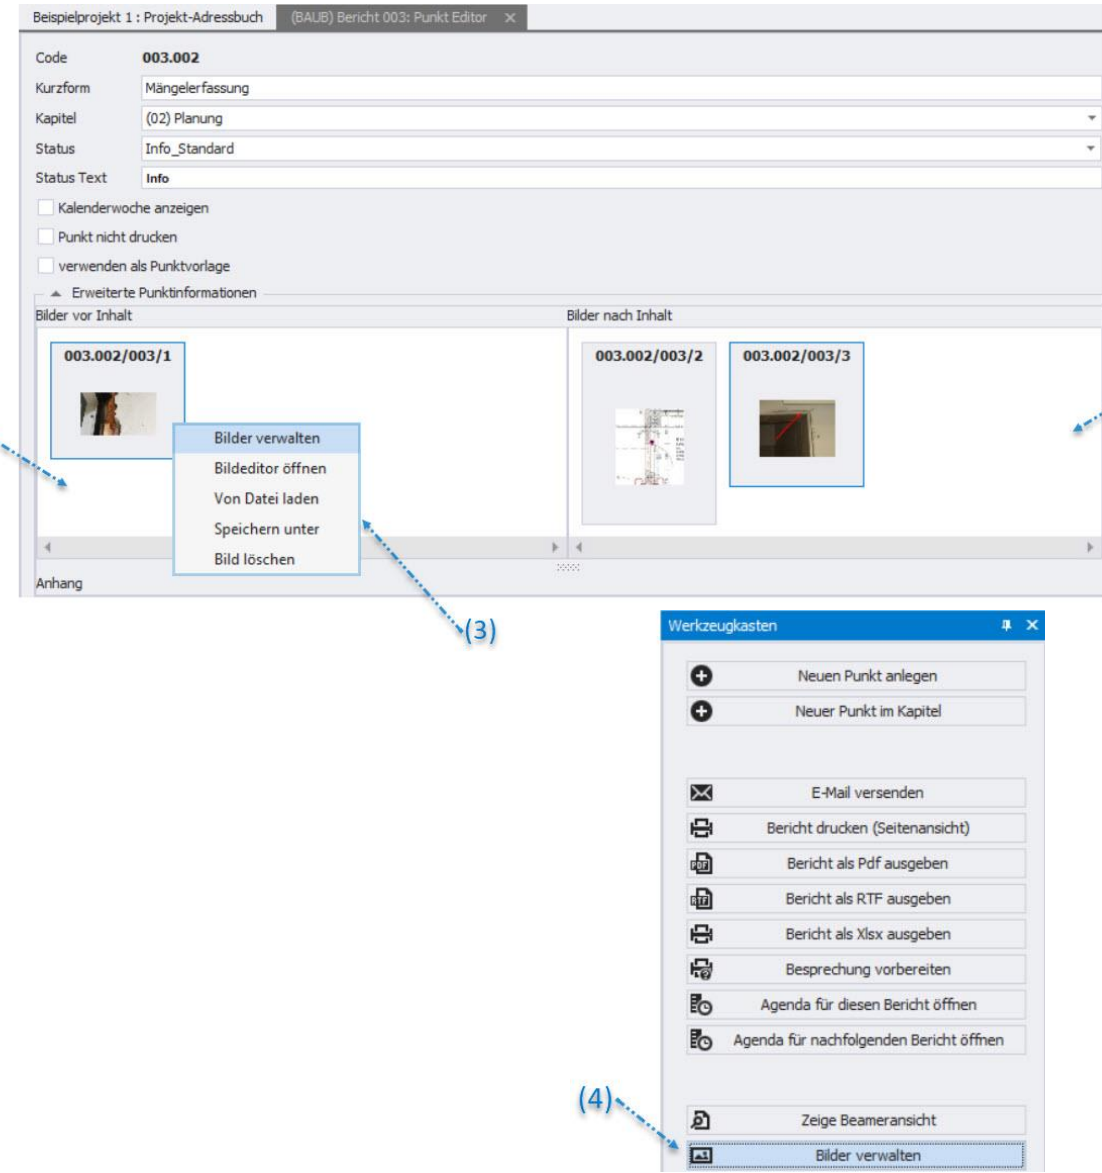 Beispielprojekt 1 : Projekt-Adressbuch (BAUB) Bericht 003: Punkt Editor
Code 003.002
Kurzform Mängelerfassung
Kapitel (02) Planung
Status Info_Standard
Status Text Info
Kalenderwoche anzeigen
Punkt nicht drucken
verwenden als Punktvorlage
Erweiterte Punktinformationen
Bilder vor Inhalt Bilder nach Inhalt
003.002/003/1 003.002/003/2 003.002/003/3
Bilder verwalten
Bildeditor öffnen
Von Datei laden
Speichern unter
Bild löschen
Anhang
(3)
Werkzeugkasten
Neuen Punkt anlegen
Neuer Punkt im Kapitel
E-Mail versenden
Bericht drucken (Seitenansicht)
PDF Bericht als Pdf ausgeben
RTF Bericht als RTF ausgeben
Bericht als Xlsx ausgeben
Besprechung vorbereiten
Agenda für diesen Bericht öffnen
Agenda für nachfolgenden Bericht öffnen
(4)
Zeige Beameransicht
Bilder verwalten